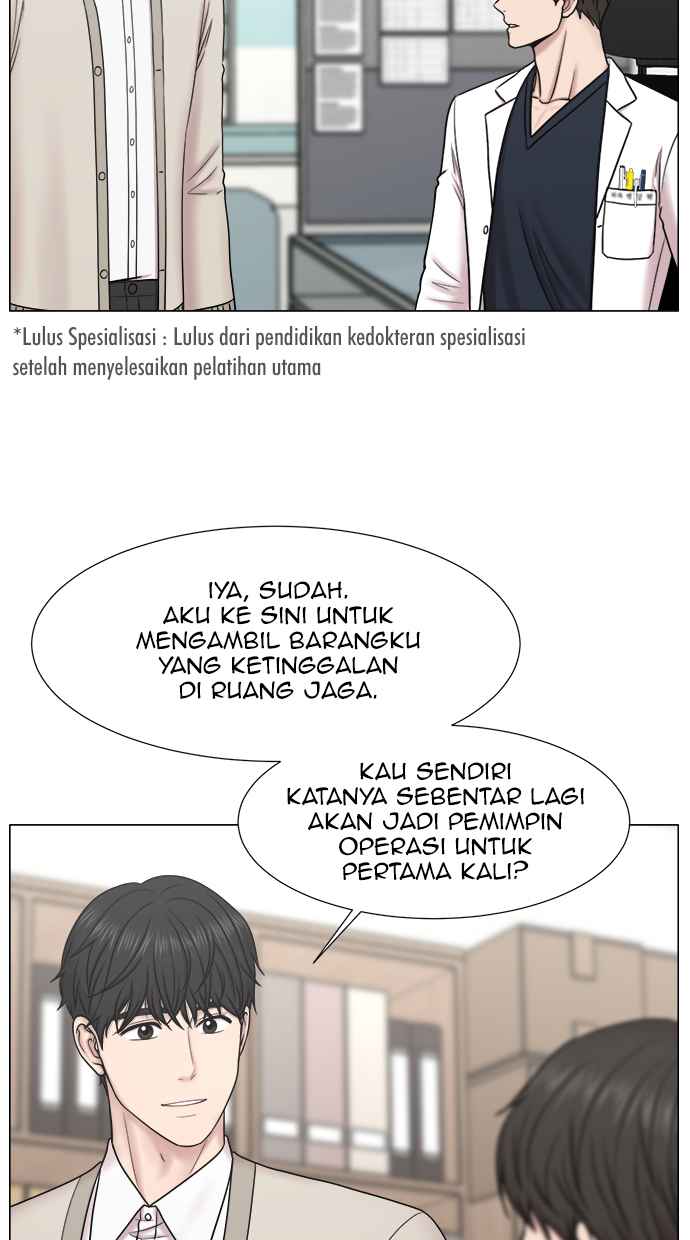 *Lulus Spesialisasi : Lulus dari pendidikan kedokteran spesialisasi
setelah menyelesaikan pelatihan utama
IYA, SUDAH.
AKU KE SINI UNTUK
MENGAMBIL BARANGKU
YANG KETINGGALAN
DI RUANG JAGA.
KAU SENDIRI
KATANYA SEBENTAR LAGI
AKAN JADI PEMIMPIN
OPERASI UNTUK
PERTAMA KALI?